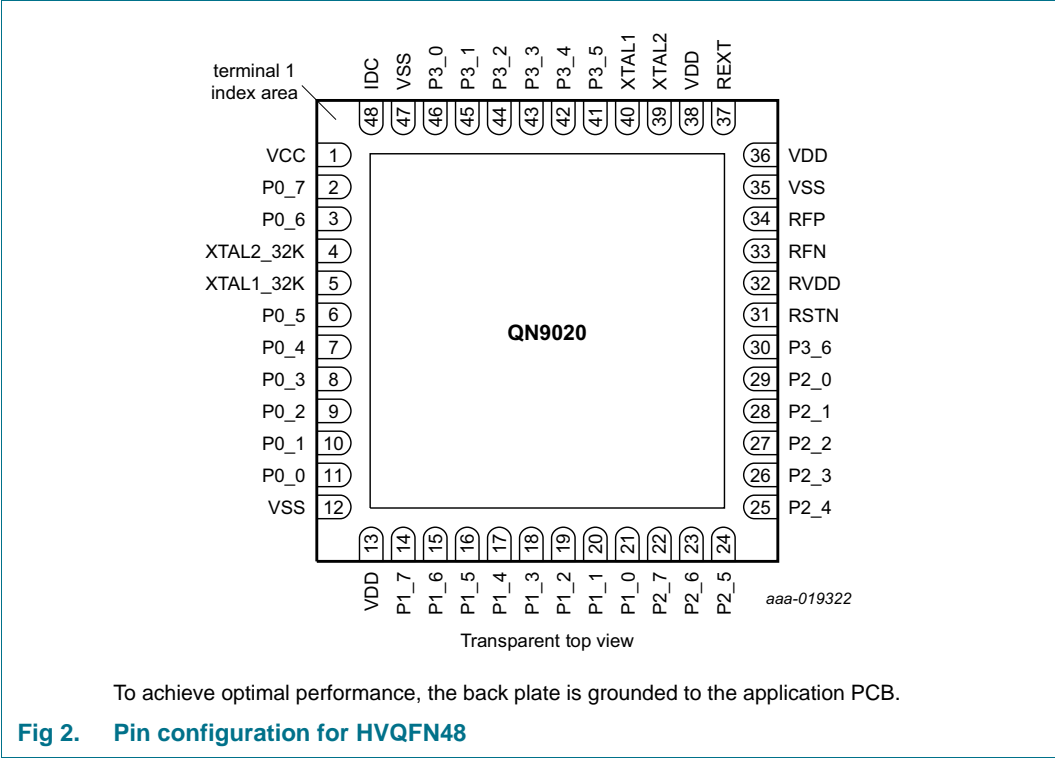 terminal 1
index area
IDC
VSS
P3_0
P3_1
P3_2
P3_3
P3_4
P3_5
XTAL1
XTAL2
VDD
REXT
48
47
46
45
44
43
42
41
40
39
38
37
VCC 1
P0_7 2
P0_6 3
XTAL2_32K 4
XTAL1_32K 5
P0_5 6
P0_4 7
P0_3 8
P0_2 9
P0_1 10
P0_0 11
VSS 12
QN9020
36 VDD
35 VSS
34 RFP
33 RFN
32 RVDD
31 RSTN
30 P3_6
29 P2_0
28 P2_1
27 P2_2
26 P2_3
25 P2_4
13
14
15
16
17
18
19
20
21
22
23
24
VDD
P1_7
P1_6
P1_5
P1_4
P1_3
P1_2
P1_1
P1_0
P2_7
P2_6
P2_5
aaa-019322
Transparent top view
To achieve optimal performance, the back plate is grounded to the application PCB.
Fig 2. Pin configuration for HVQFN48